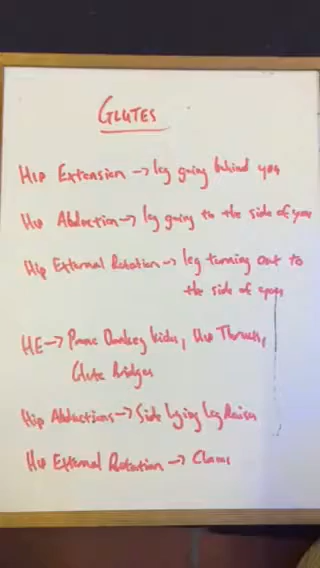 GLUTES
Hip Extension → leg going behind you
Hip Abduction → leg going to the side of you
Hip External Rotation → leg turning out to
the side of you
HE → Prone Donkey kicks, Hip Thrusts,
Glute Bridges
Hip Abductions → Side lying leg Raises
Hip External Rotation → Clams